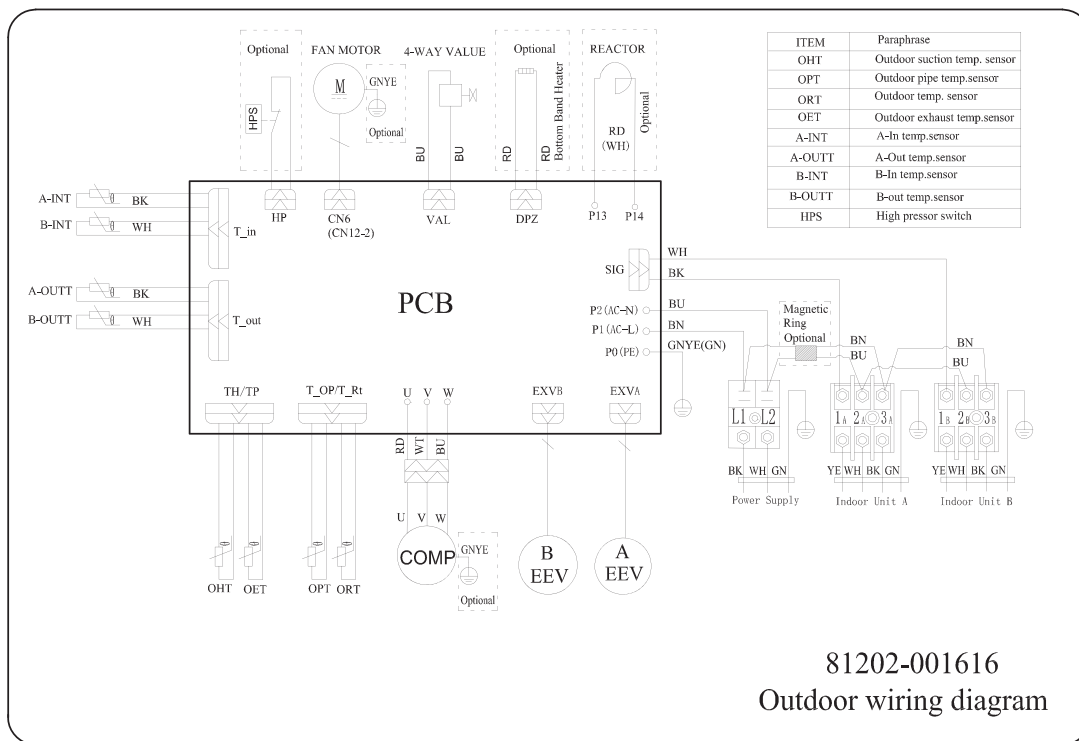 Optional
FAN MOTOR
4-WAY VALUE
Optional
REACTOR
HPS
M
GNYE
Optional
BU
BU
RD
RD
Bottom Band Heater
RD
(WH)
Optional
ITEM Paraphrase
OHT Outdoor suction temp. sensor
OPT Outdoor pipe temp.sensor
ORT Outdoor temp. sensor
OET Outdoor exhaust temp.sensor
A-INT A-In temp.sensor
A-OUTT A-Out temp.sensor
B-INT B-In temp.sensor
B-OUTT B-out temp.sensor
HPS High pressor switch
A-INT BK
B-INT WH
T_in
HP
CN6
(CN12-2)
VAL
DPZ
P13
P14
A-OUTT BK
B-OUTT WH
T_out
PCB
SIG
WH
BK
P2(AC-N) BU
P1(AC-L) BN
P0(PE) GNYE(GN)
Magnetic
Ring
Optional
BN
BU
BN
BU
TH/TP
T_OP/T_Rt
U V W
EXVB
EXVA
L1 L2
1A 2A 3A
1B 2B 3B
RD
WT
BU
BK WH GN
YE WH BK GN
YE WH BK GN
Power Supply
Indoor Unit A
Indoor Unit B
U V W
COMP
GNYE
Optional
B
EEV
A
EEV
OHT OET
OPT ORT
81202-001616
Outdoor wiring diagram